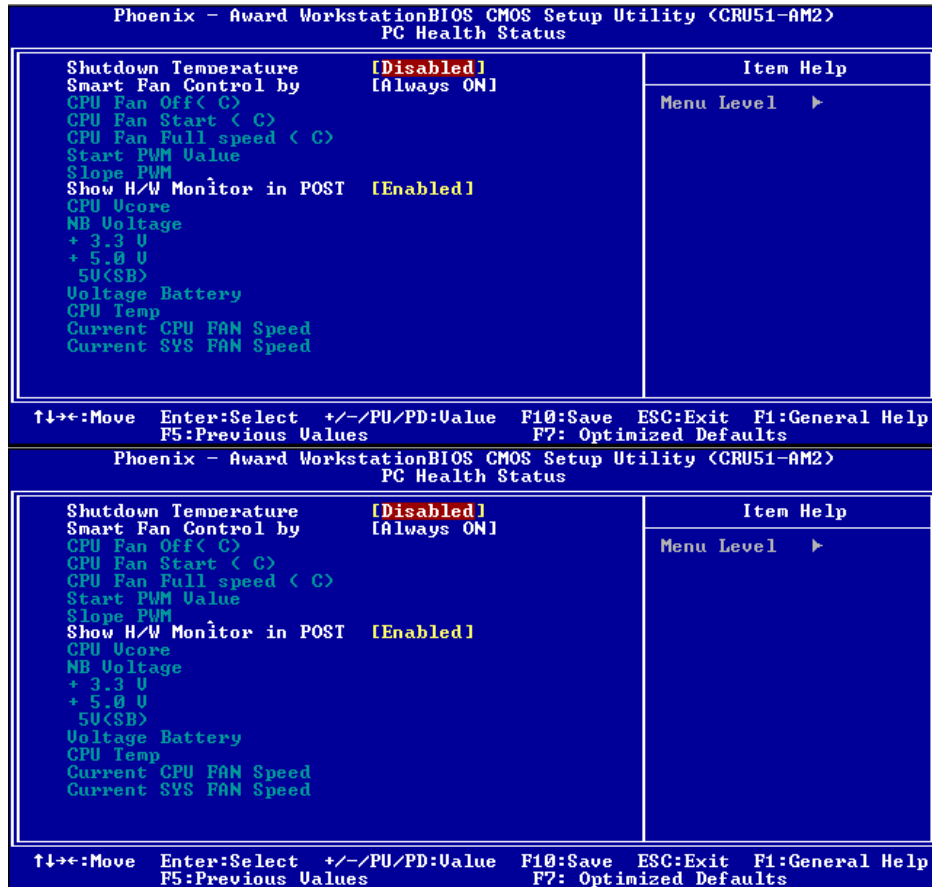 Phoenix - Award WorkstationBIOS CMOS Setup Utility (CRU51-AM2)
PC Health Status
Shutdown Temperature [Disabled]
Smart Fan Control by [Always ON]
CPU Fan Off( C)
CPU Fan Start ( C)
CPU Fan Full speed ( C)
Start PWM Value
Slope PWM
Show H/W Monitor in POST [Enabled]
CPU Vcore
NB Voltage
+ 3.3 V
+ 5.0 V
5V(SB)
Voltage Battery
CPU Temp
Current CPU FAN Speed
Current SYS FAN Speed
Item Help
Menu Level ►
↑↓→←:Move Enter:Select +/-/PU/PD:Value F10:Save ESC:Exit F1:General Help
F5:Previous Values F7: Optimized Defaults
Phoenix - Award WorkstationBIOS CMOS Setup Utility (CRU51-AM2)
PC Health Status
Shutdown Temperature [Disabled]
Smart Fan Control by [Always ON]
CPU Fan Off( C)
CPU Fan Start ( C)
CPU Fan Full speed ( C)
Start PWM Value
Slope PWM
Show H/W Monitor in POST [Enabled]
CPU Vcore
NB Voltage
+ 3.3 V
+ 5.0 V
5V(SB)
Voltage Battery
CPU Temp
Current CPU FAN Speed
Current SYS FAN Speed
Item Help
Menu Level ►
↑↓→←:Move Enter:Select +/-/PU/PD:Value F10:Save ESC:Exit F1:General Help
F5:Previous Values F7: Optimized Defaults